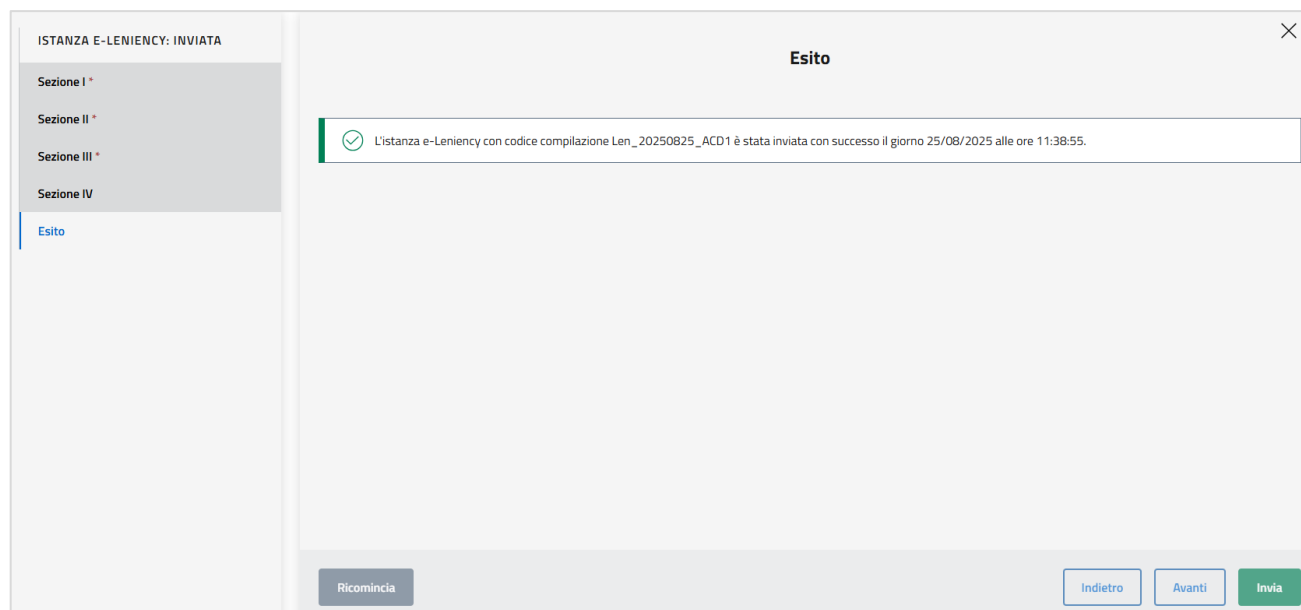 ISTANZA E-LENIENCY: INVIATA
Sezione I *
Sezione II *
Sezione III *
Sezione IV
Esito
Esito
L'istanza e-Leniency con codice compilazione Len_20250825_ACD1 è stata inviata con successo il giorno 25/08/2025 alle ore 11:38:55.
Ricomincia
Indietro
Avanti
Invia